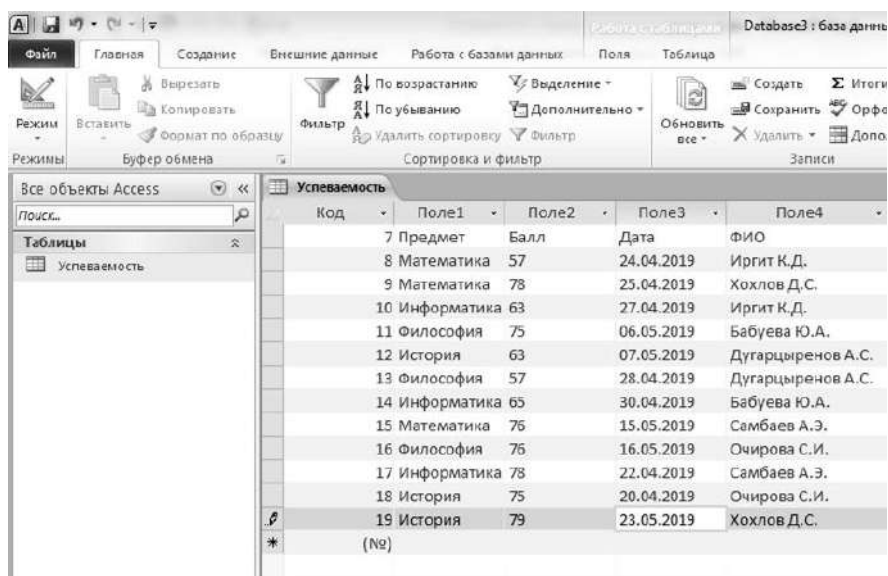 Работа с таблицами Database3 : база данны
Файл Главная Создание Внешние данные Работа с базами данных Поля Таблица
Режим
Режимы
Вставить
Вырезать
Копировать
Формат по образцу
Буфер обмена
Фильтр
По возрастанию
По убыванию
Удалить сортировку
Выделение
Дополнительно
Фильтр
Сортировка и фильтр
Обновить
все
Создать
Сохранить
Удалить
Итоги
Орфо
Допо
Записи
Все объекты Access
Поиск...
Таблицы
Успеваемость
Успеваемость
Код Поле1 Поле2 Поле3 Поле4
7 Предмет Балл Дата ФИО
8 Математика 57 24.04.2019 Иргит К.Д.
9 Математика 78 25.04.2019 Хохлов Д.С.
10 Информатика 63 27.04.2019 Иргит К.Д.
11 Философия 75 06.05.2019 Бабуева Ю.А.
12 История 63 07.05.2019 Дугарцыренов А.С.
13 Философия 57 28.04.2019 Дугарцыренов А.С.
14 Информатика 65 30.04.2019 Бабуева Ю.А.
15 Математика 76 15.05.2019 Самбаев А.Э.
16 Философия 76 16.05.2019 Очирова С.И.
17 Информатика 78 22.04.2019 Самбаев А.Э.
18 История 75 20.04.2019 Очирова С.И.
19 История 79 23.05.2019 Хохлов Д.С.
(№)